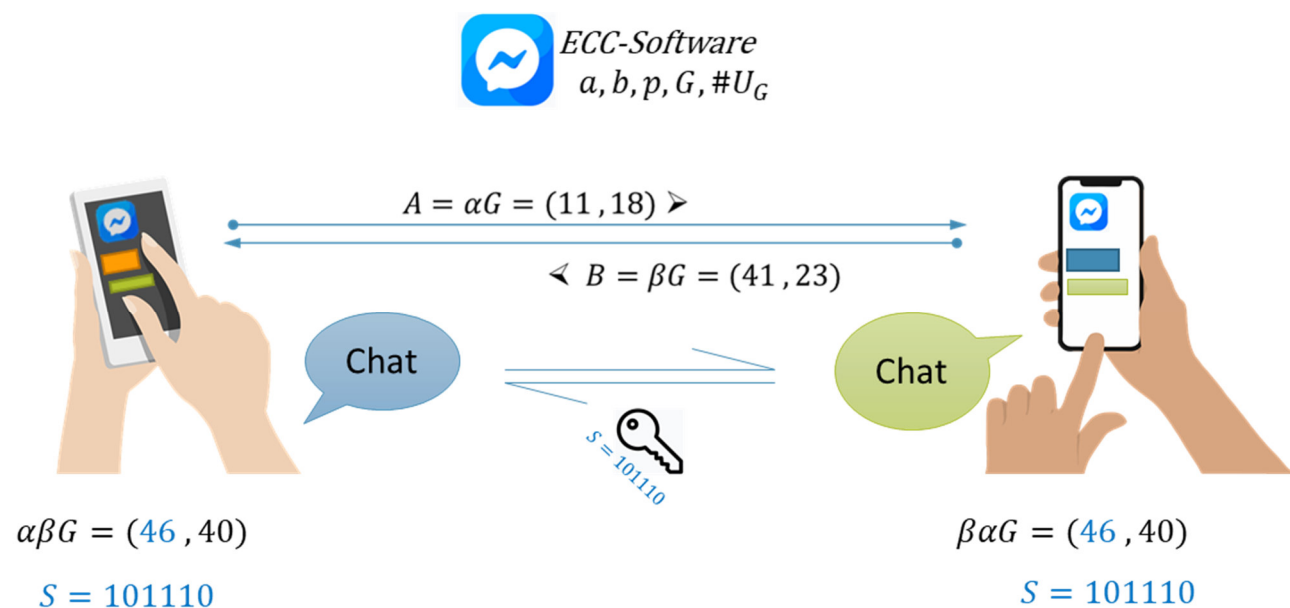 ECC-Software
a, b, p, G, #U_G
A = αG = (11 , 18) ➢
⮘ B = βG = (41 , 23)
Chat
Chat
S = 101110
αβG = (46 , 40)
βαG = (46 , 40)
S = 101110
S = 101110